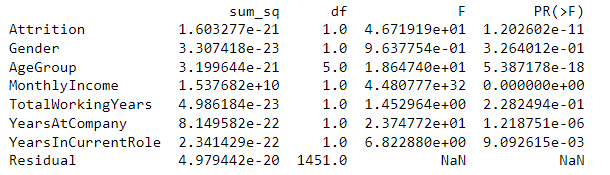 sum_sq df F PR(>F)
Attrition 1.603277e-21 1.0 4.671919e+01 1.202602e-11
Gender 3.307418e-23 1.0 9.637754e-01 3.264012e-01
AgeGroup 3.199644e-21 5.0 1.864740e+01 5.387178e-18
MonthlyIncome 1.537682e+10 1.0 4.480777e+32 0.000000e+00
TotalWorkingYears 4.986184e-23 1.0 1.452964e+00 2.282494e-01
YearsAtCompany 8.149582e-22 1.0 2.374772e+01 1.218751e-06
YearsInCurrentRole 2.341429e-22 1.0 6.822880e+00 9.092615e-03
Residual 4.979442e-20 1451.0 NaN NaN